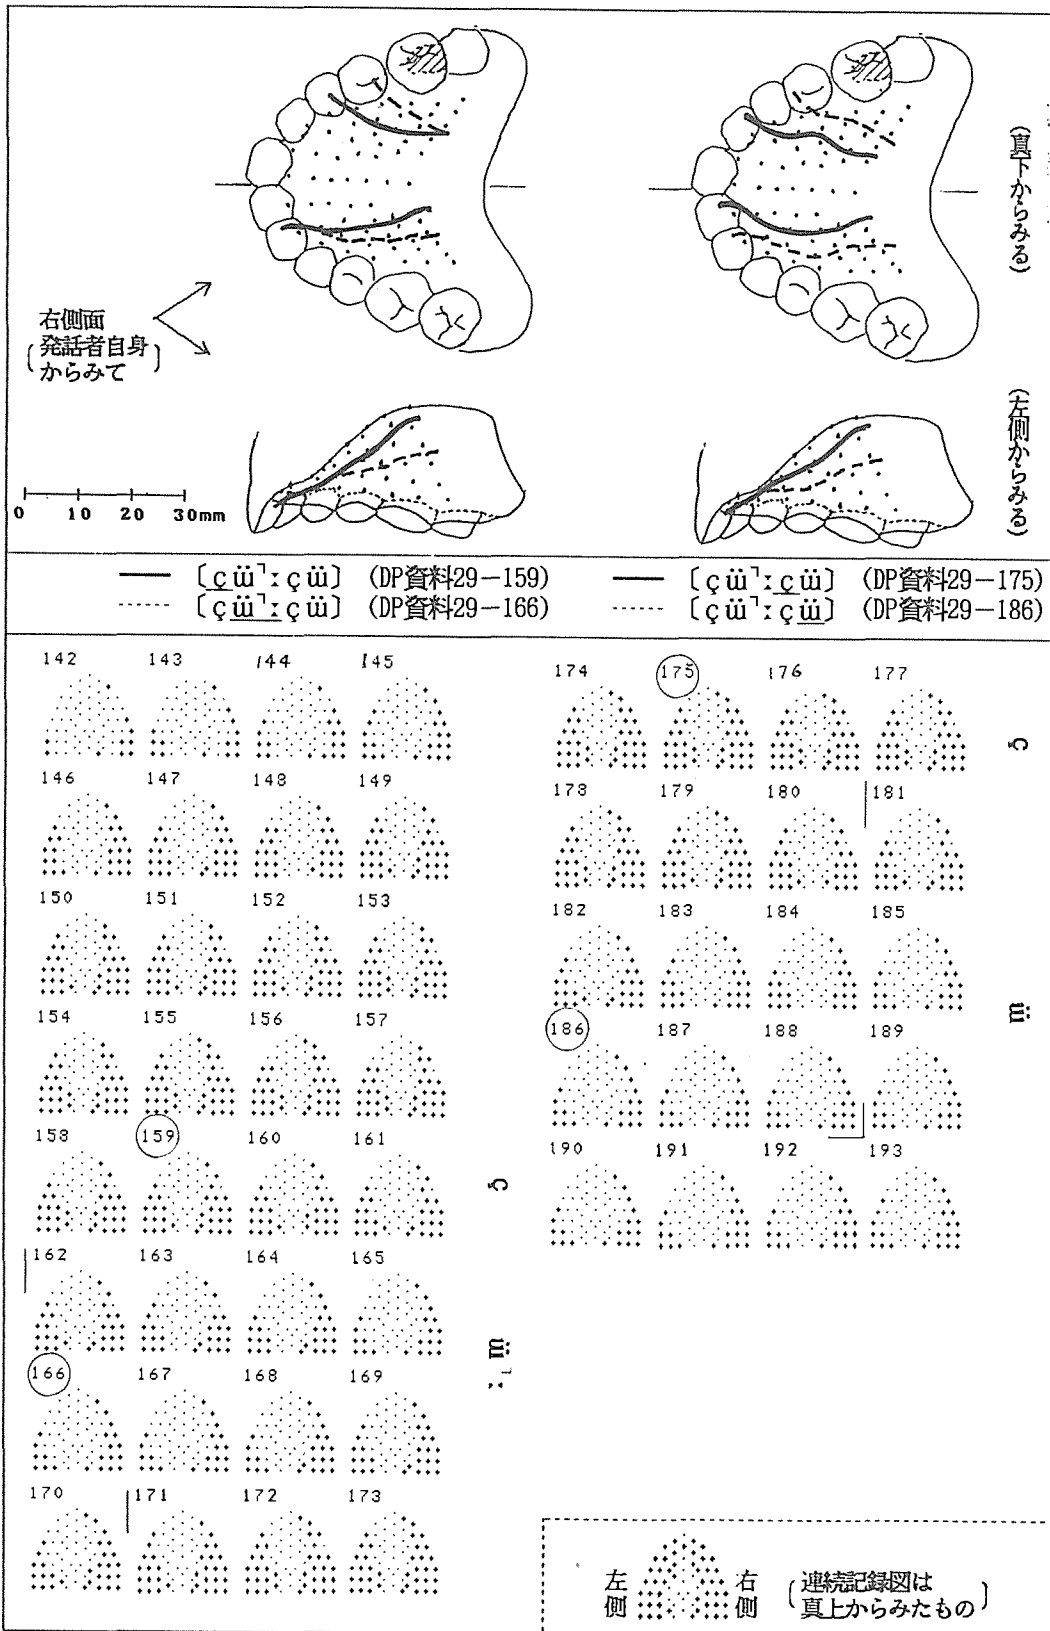 (真下からみる)
右側面
(発話者自身)
からみて
(左側からみる)
0 10 20 30mm
[çɯ̈˺ːçɯ̈] (DP資料29-159)
[çɯ̈˺ːçɯ̈] (DP資料29-166)
[çɯ̈˺ːçɯ̈] (DP資料29-175)
[çɯ̈˺ːçɯ̈] (DP資料29-186)
142 143 144 145
146 147 148 149
150 151 152 153
154 155 156 157
158 159 160 161
ç
162 163 164 165
ɯ̈˺ː
166 167 168 169
170 171 172 173
174 175 176 177
ç
178 179 180 181
182 183 184 185
ɯ̈
186 187 188 189
190 191 192 193
左側
右側
(連続記録図は
真上からみたもの)